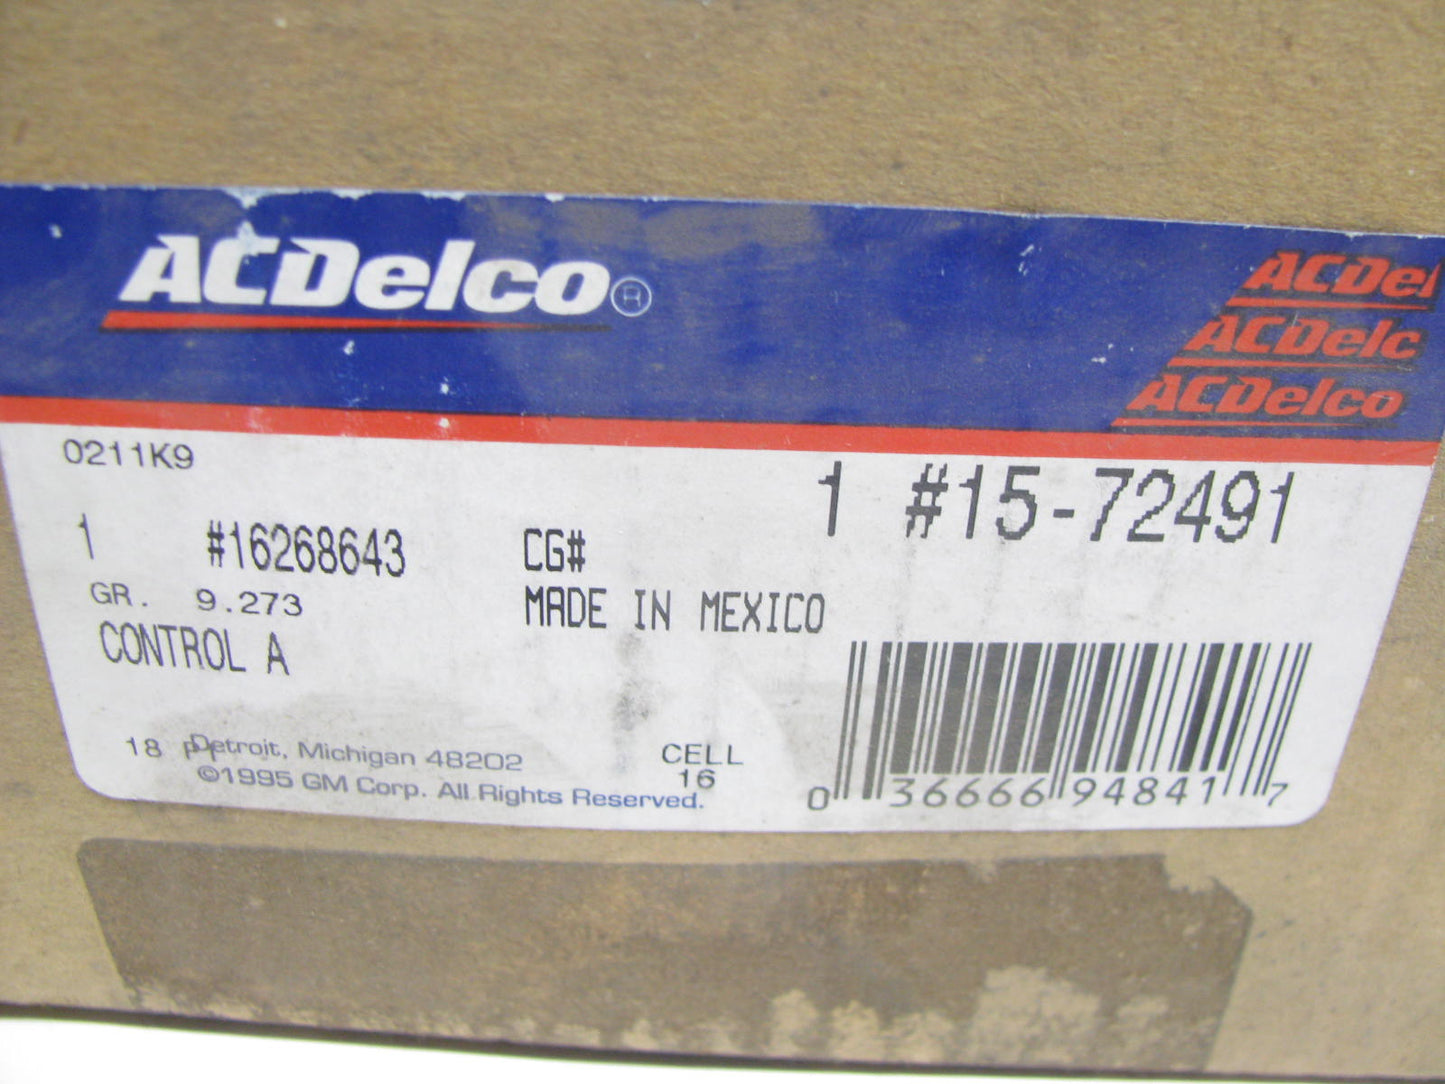 ACDelco®
ACDel
ACDelc
ACDelco
0211K9
1 #15-72491
1 #16268643 CG#
GR. 9.273 MADE IN MEXICO
CONTROL A
18 Detroit, Michigan 48202
©1995 GM Corp. All Rights Reserved.
CELL
16
0 36666 94841 7